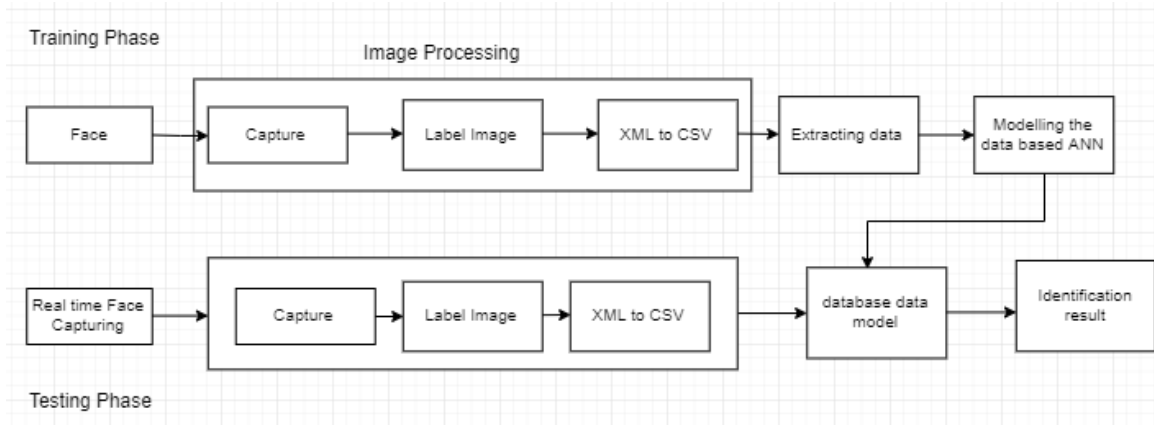 Training Phase
Image Processing
Face
Capture
Label Image
XML to CSV
Extracting data
Modelling the
data based ANN
Real time Face
Capturing
Capture
Label Image
XML to CSV
database data
model
Identification
result
Testing Phase